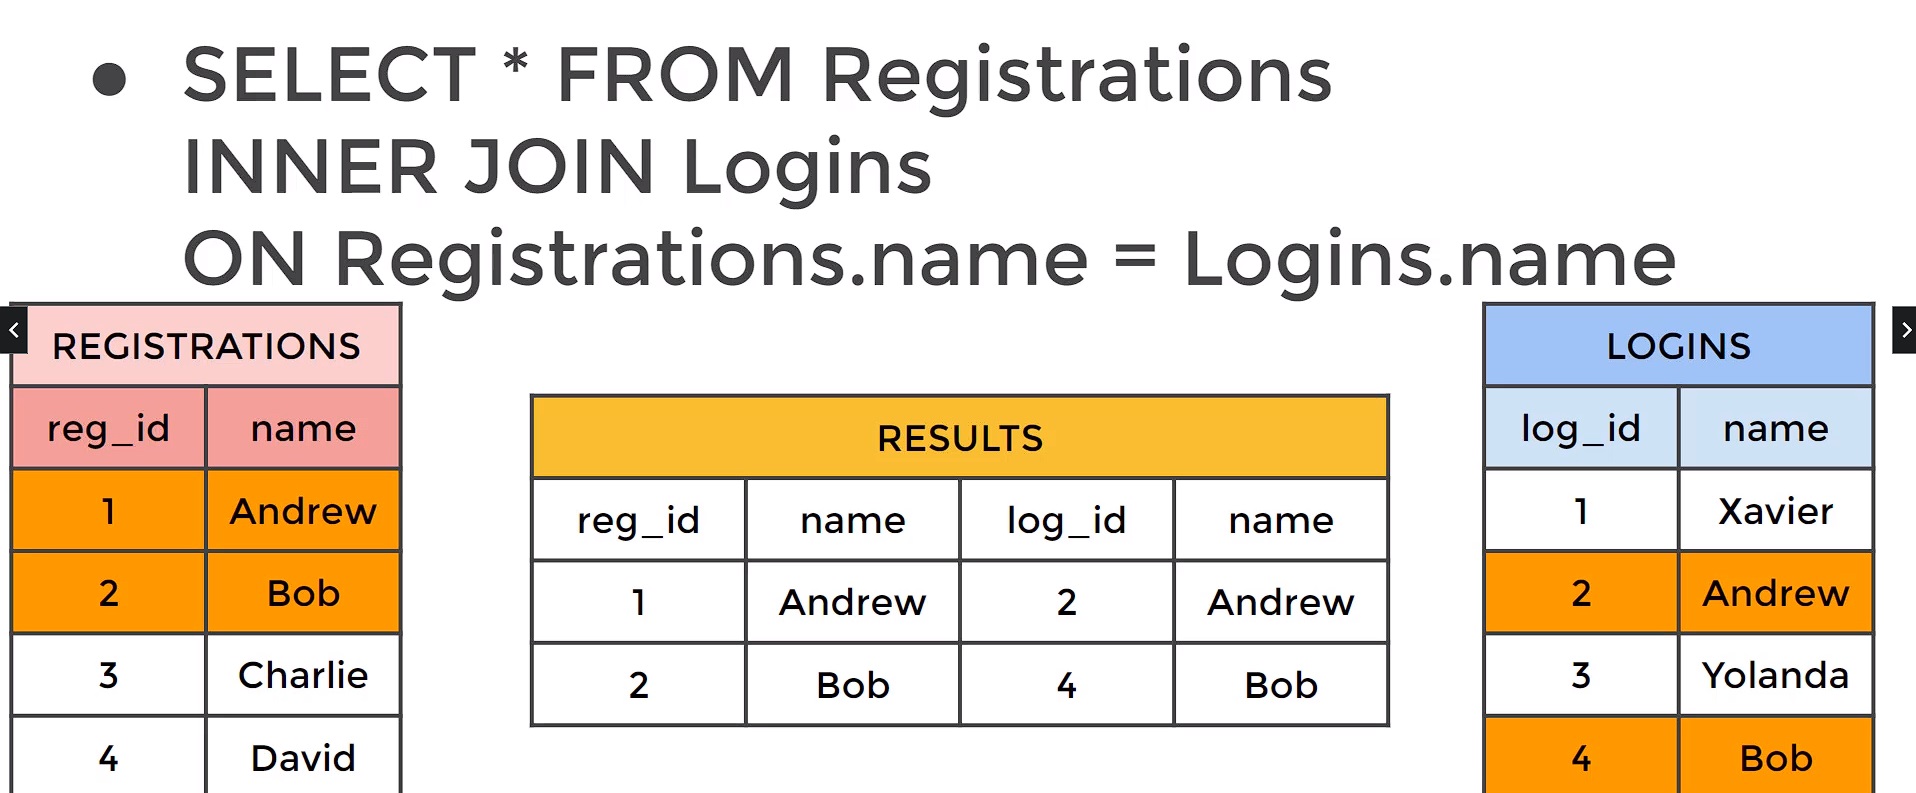 ● SELECT * FROM Registrations
INNER JOIN Logins
ON Registrations.name = Logins.name
REGISTRATIONS
reg_id name
1 Andrew
2 Bob
3 Charlie
4 David
RESULTS
reg_id name log_id name
1 Andrew 2 Andrew
2 Bob 4 Bob
LOGINS
log_id name
1 Xavier
2 Andrew
3 Yolanda
4 Bob